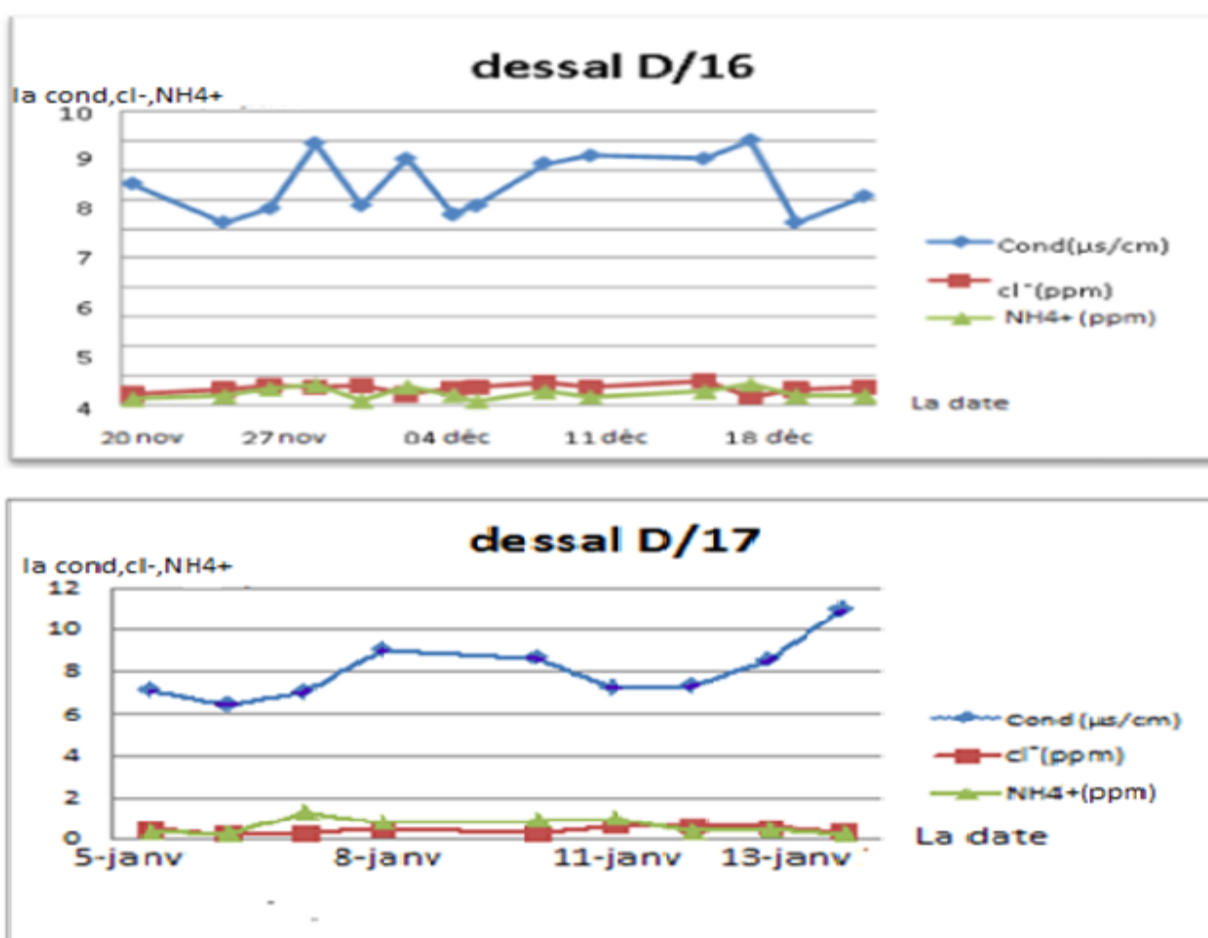 dessal D/16
la cond,cl-,NH4+
10
9
8
7
6
5
4
Cond(µs/cm)
cl⁻(ppm)
NH4+(ppm)
La date
20 nov 27 nov 04 déc 11 déc 18 déc
dessal D/17
la cond,cl-,NH4+
12
10
8
6
4
2
0
Cond(µs/cm)
cl⁻(ppm)
NH4+(ppm)
La date
5-janv 8-janv 11-janv 13-janv